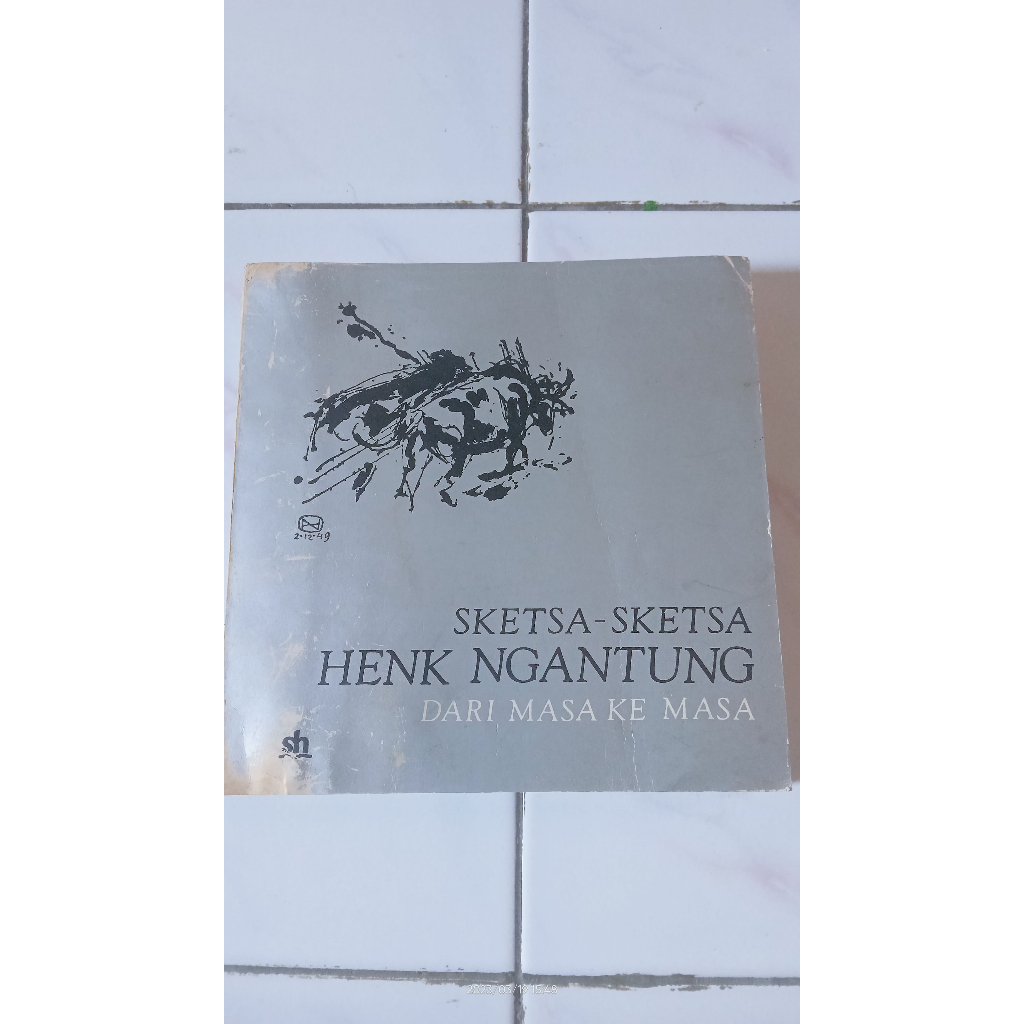 2·12·49
SKETSA-SKETSA
HENK NGANTUNG
DARI MASA KE MASA
sh